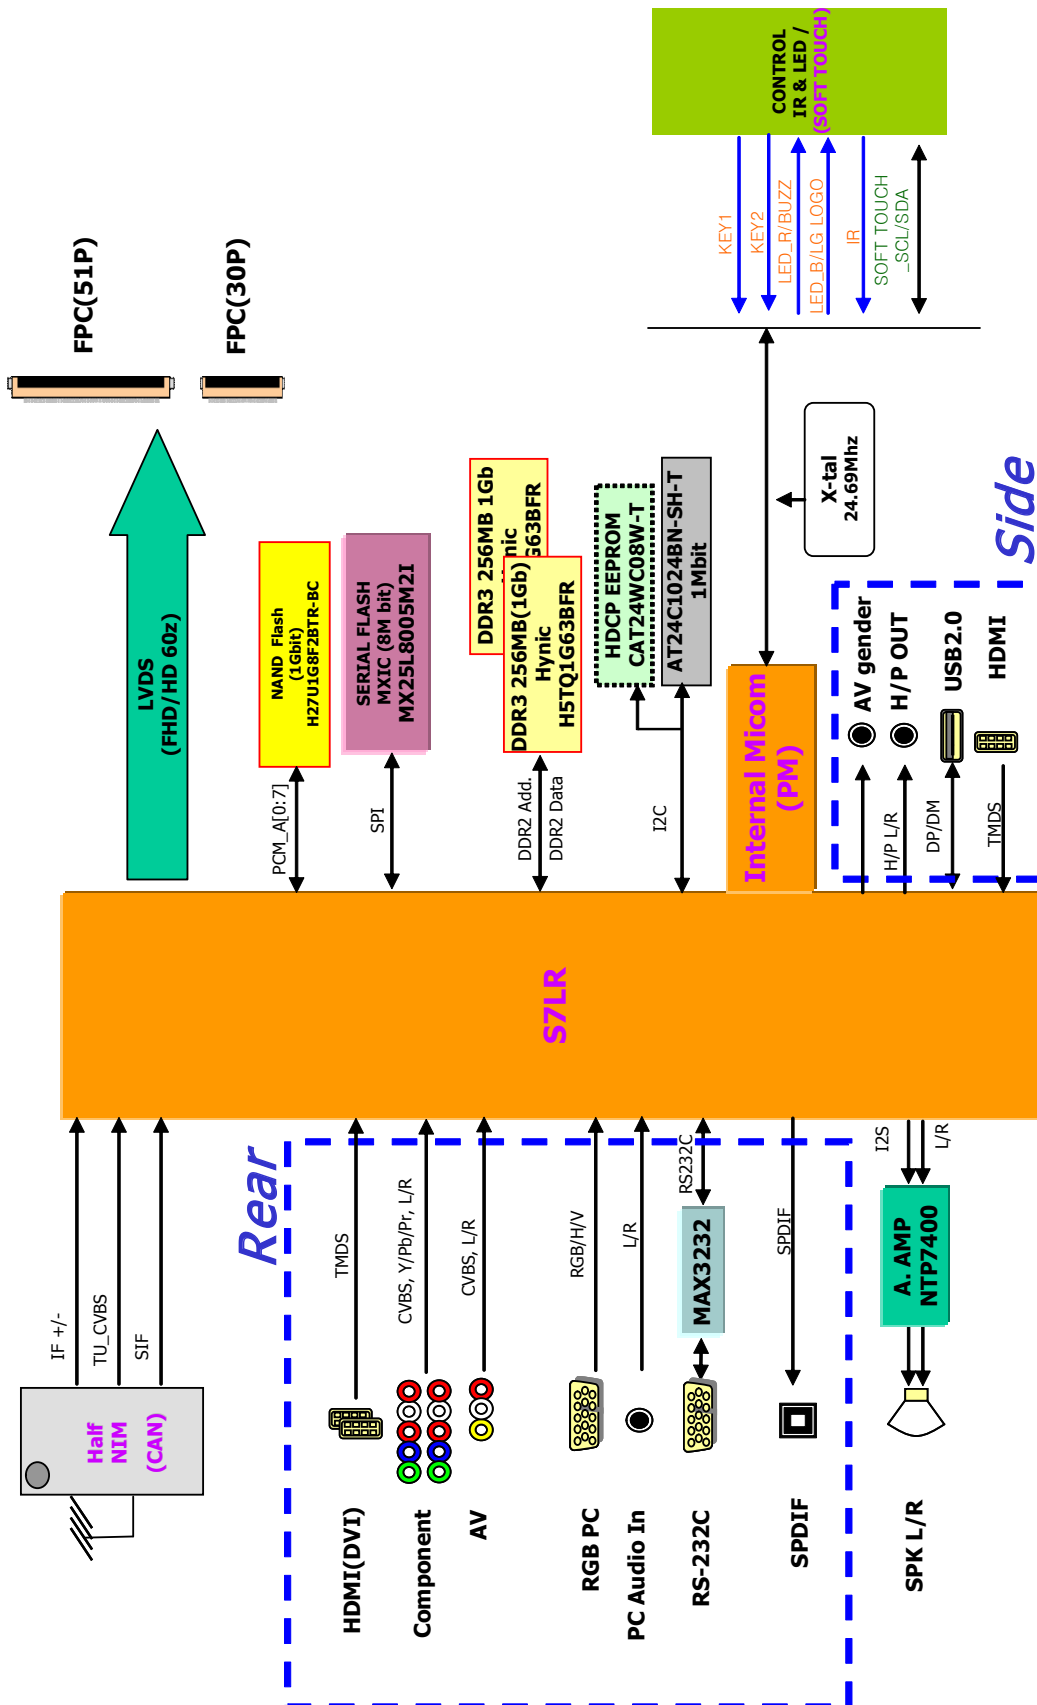 FPC(51P)
FPC(30P)
LVDS
(FHD/HD 60z)
NAND Flash
(1Gbit)
H27U1G8F2BTR-BC
SERIAL FLASH
MXIC (8M bit)
MX25L8005M2I
DDR3 256MB 1Gb
DDR3 256MB(1Gb)
Hynic
H5TQ1G63BFR
HDCP EEPROM
CAT24WC08W-T
AT24C1024BN-SH-T
1Mbit
CONTROL
IR & LED /
(SOFT TOUCH)
KEY1
KEY2
LED_R/BUZZ
LED_B/LG LOGO
IR
SOFT TOUCH
_SCL/SDA
X-tal
24.69Mhz
Internal Micom
(PM)
Side
AV gender
H/P OUT
USB2.0
HDMI
PCM_A[0:7]
SPI
DDR2 Add.
DDR2 Data
I2C
H/P L/R
DP/DM
TMDS
S7LR
IF +/-
TU_CVBS
SIF
Half
NIM
(CAN)
Rear
TMDS
CVBS, Y/Pb/Pr, L/R
CVBS, L/R
RGB/H/V
L/R
RS232C
MAX3232
SPDIF
I2S
L/R
A. AMP
NTP7400
HDMI(DVI)
Component
AV
RGB PC
PC Audio In
RS-232C
SPDIF
SPK L/R